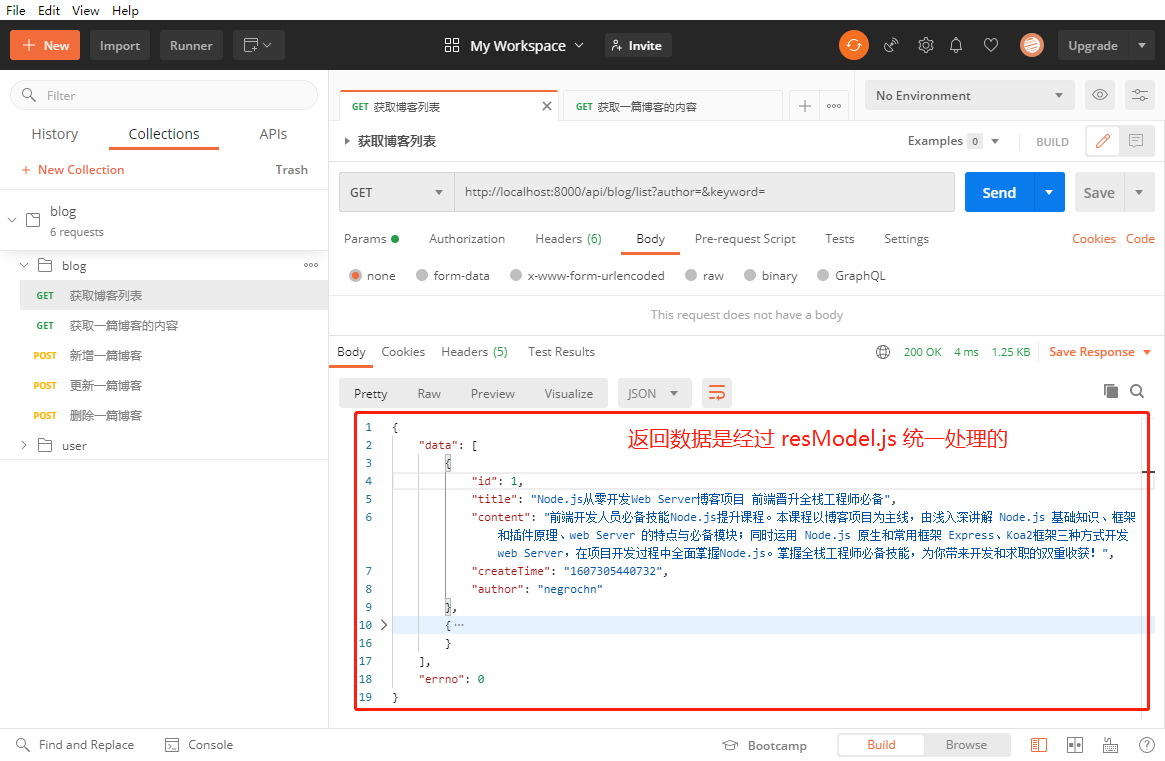 File Edit View Help
New Import Runner My Workspace Invite Upgrade
Filter
History Collections APIs
New Collection Trash
blog
6 requests
blog
GET 获取博客列表
GET 获取一篇博客的内容
POST 新增一篇博客
POST 更新一篇博客
POST 删除一篇博客
user
GET 获取博客列表 GET 获取一篇博客的内容 No Environment
获取博客列表 Examples 0 BUILD
GET http://localhost:8000/api/blog/list?author=&keyword= Send Save
Params Authorization Headers (6) Body Pre-request Script Tests Settings Cookies Code
none form-data x-www-form-urlencoded raw binary GraphQL
This request does not have a body
Body Cookies Headers (5) Test Results 200 OK 4 ms 1.25 KB Save Response
Pretty Raw Preview Visualize JSON
返回数据是经过 resModel.js 统一处理的
1 {
2 "data": [
3 {
4 "id": 1,
5 "title": "Node.js从零开发Web Server博客项目 前端晋升全栈工程师必备",
6 "content": "前端开发人员必备技能Node.js提升课程。本课程以博客项目为主线，由浅入深讲解 Node.js 基础知识、框架
和插件原理、web Server 的特点与必备模块；同时运用 Node.js 原生和常用框架 Express、Koa2框架三种方式开发
web Server，在项目开发过程中全面掌握Node.js。掌握全栈工程师必备技能，为你带来开发和求职的双重收获！",
7 "createTime": "1607305440732",
8 "author": "negrochn"
9 },
10 {…
16 }
17 ],
18 "errno": 0
19 }
Find and Replace Console Bootcamp Build Browse